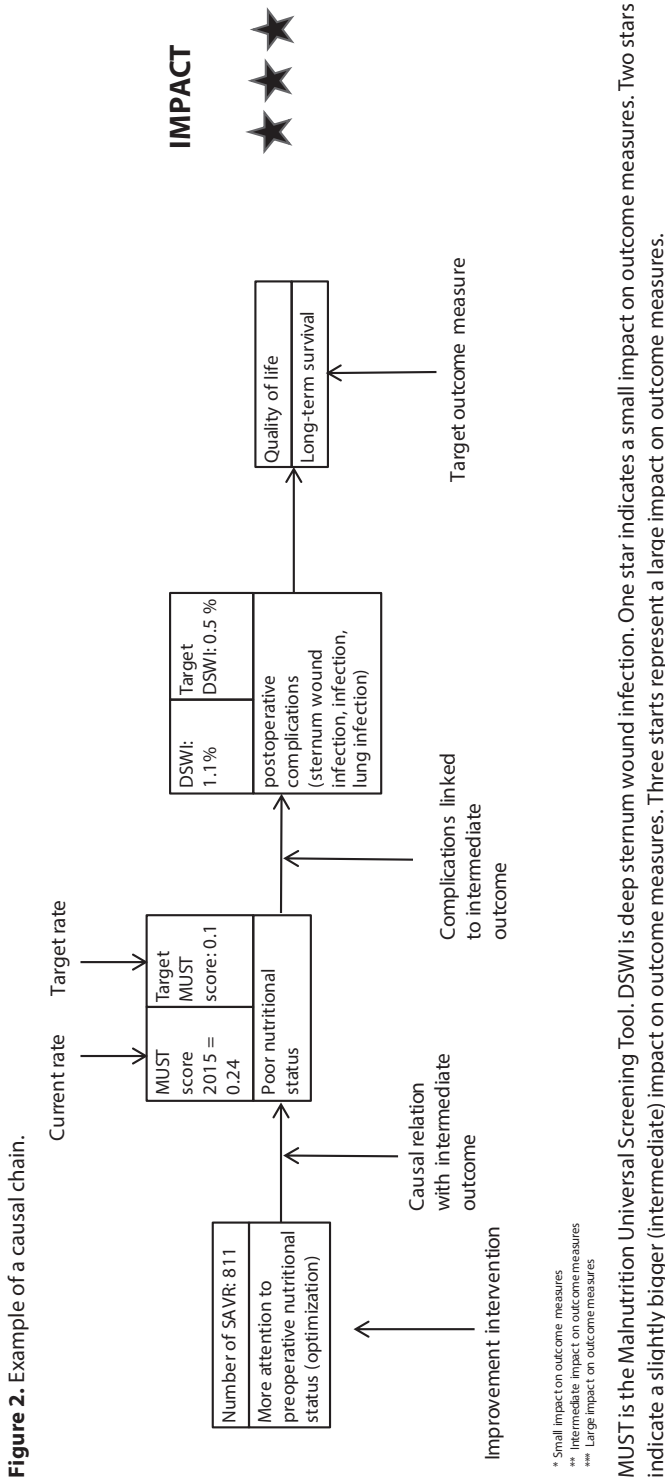 Figure 2. Example of a causal chain.
Current rate
Target rate
IMPACT
Number of SAVR: 811
More attention to
preoperative nutritional
status (optimization)
MUST
score
2015 =
0.24
Target
MUST
score: 0.1
Poor nutritional
status
DSWI:
1.1%
Target
DSWI: 0.5 %
postoperative
complications
(sternum wound
infection, infection,
lung infection)
Quality of life
Long-term survival
Improvement intervention
Causal relation
with intermediate
outcome
Complications linked
to intermediate
outcome
Target outcome measure
* Small impact on outcome measures
** Intermediate impact on outcome measures
*** Large impact on outcome measures
MUST is the Malnutrition Universal Screening Tool. DSWI is deep sternum wound infection. One star indicates a small impact on outcome measures. Two stars
indicate a slightly bigger (intermediate) impact on outcome measures. Three starts represent a large impact on outcome measures.